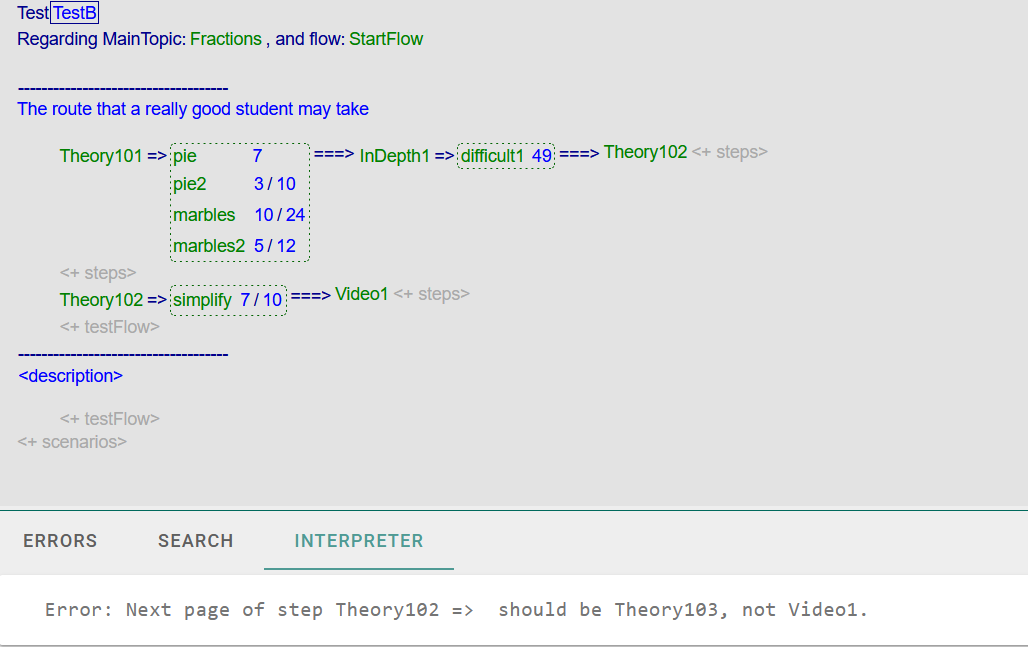 Test TestB
Regarding MainTopic: Fractions , and flow: StartFlow
------------------------------------
The route that a really good student may take
Theory101 => pie 7 ===> InDepth1 => difficult1 49 ===> Theory102 <+ steps>
pie2 3 / 10
marbles 10 / 24
marbles2 5 / 12
<+ steps>
Theory102 => simplify 7 / 10 ===> Video1 <+ steps>
<+ testFlow>
------------------------------------
<description>
<+ testFlow>
<+ scenarios>
ERRORS SEARCH INTERPRETER
Error: Next page of step Theory102 =>  should be Theory103, not Video1.